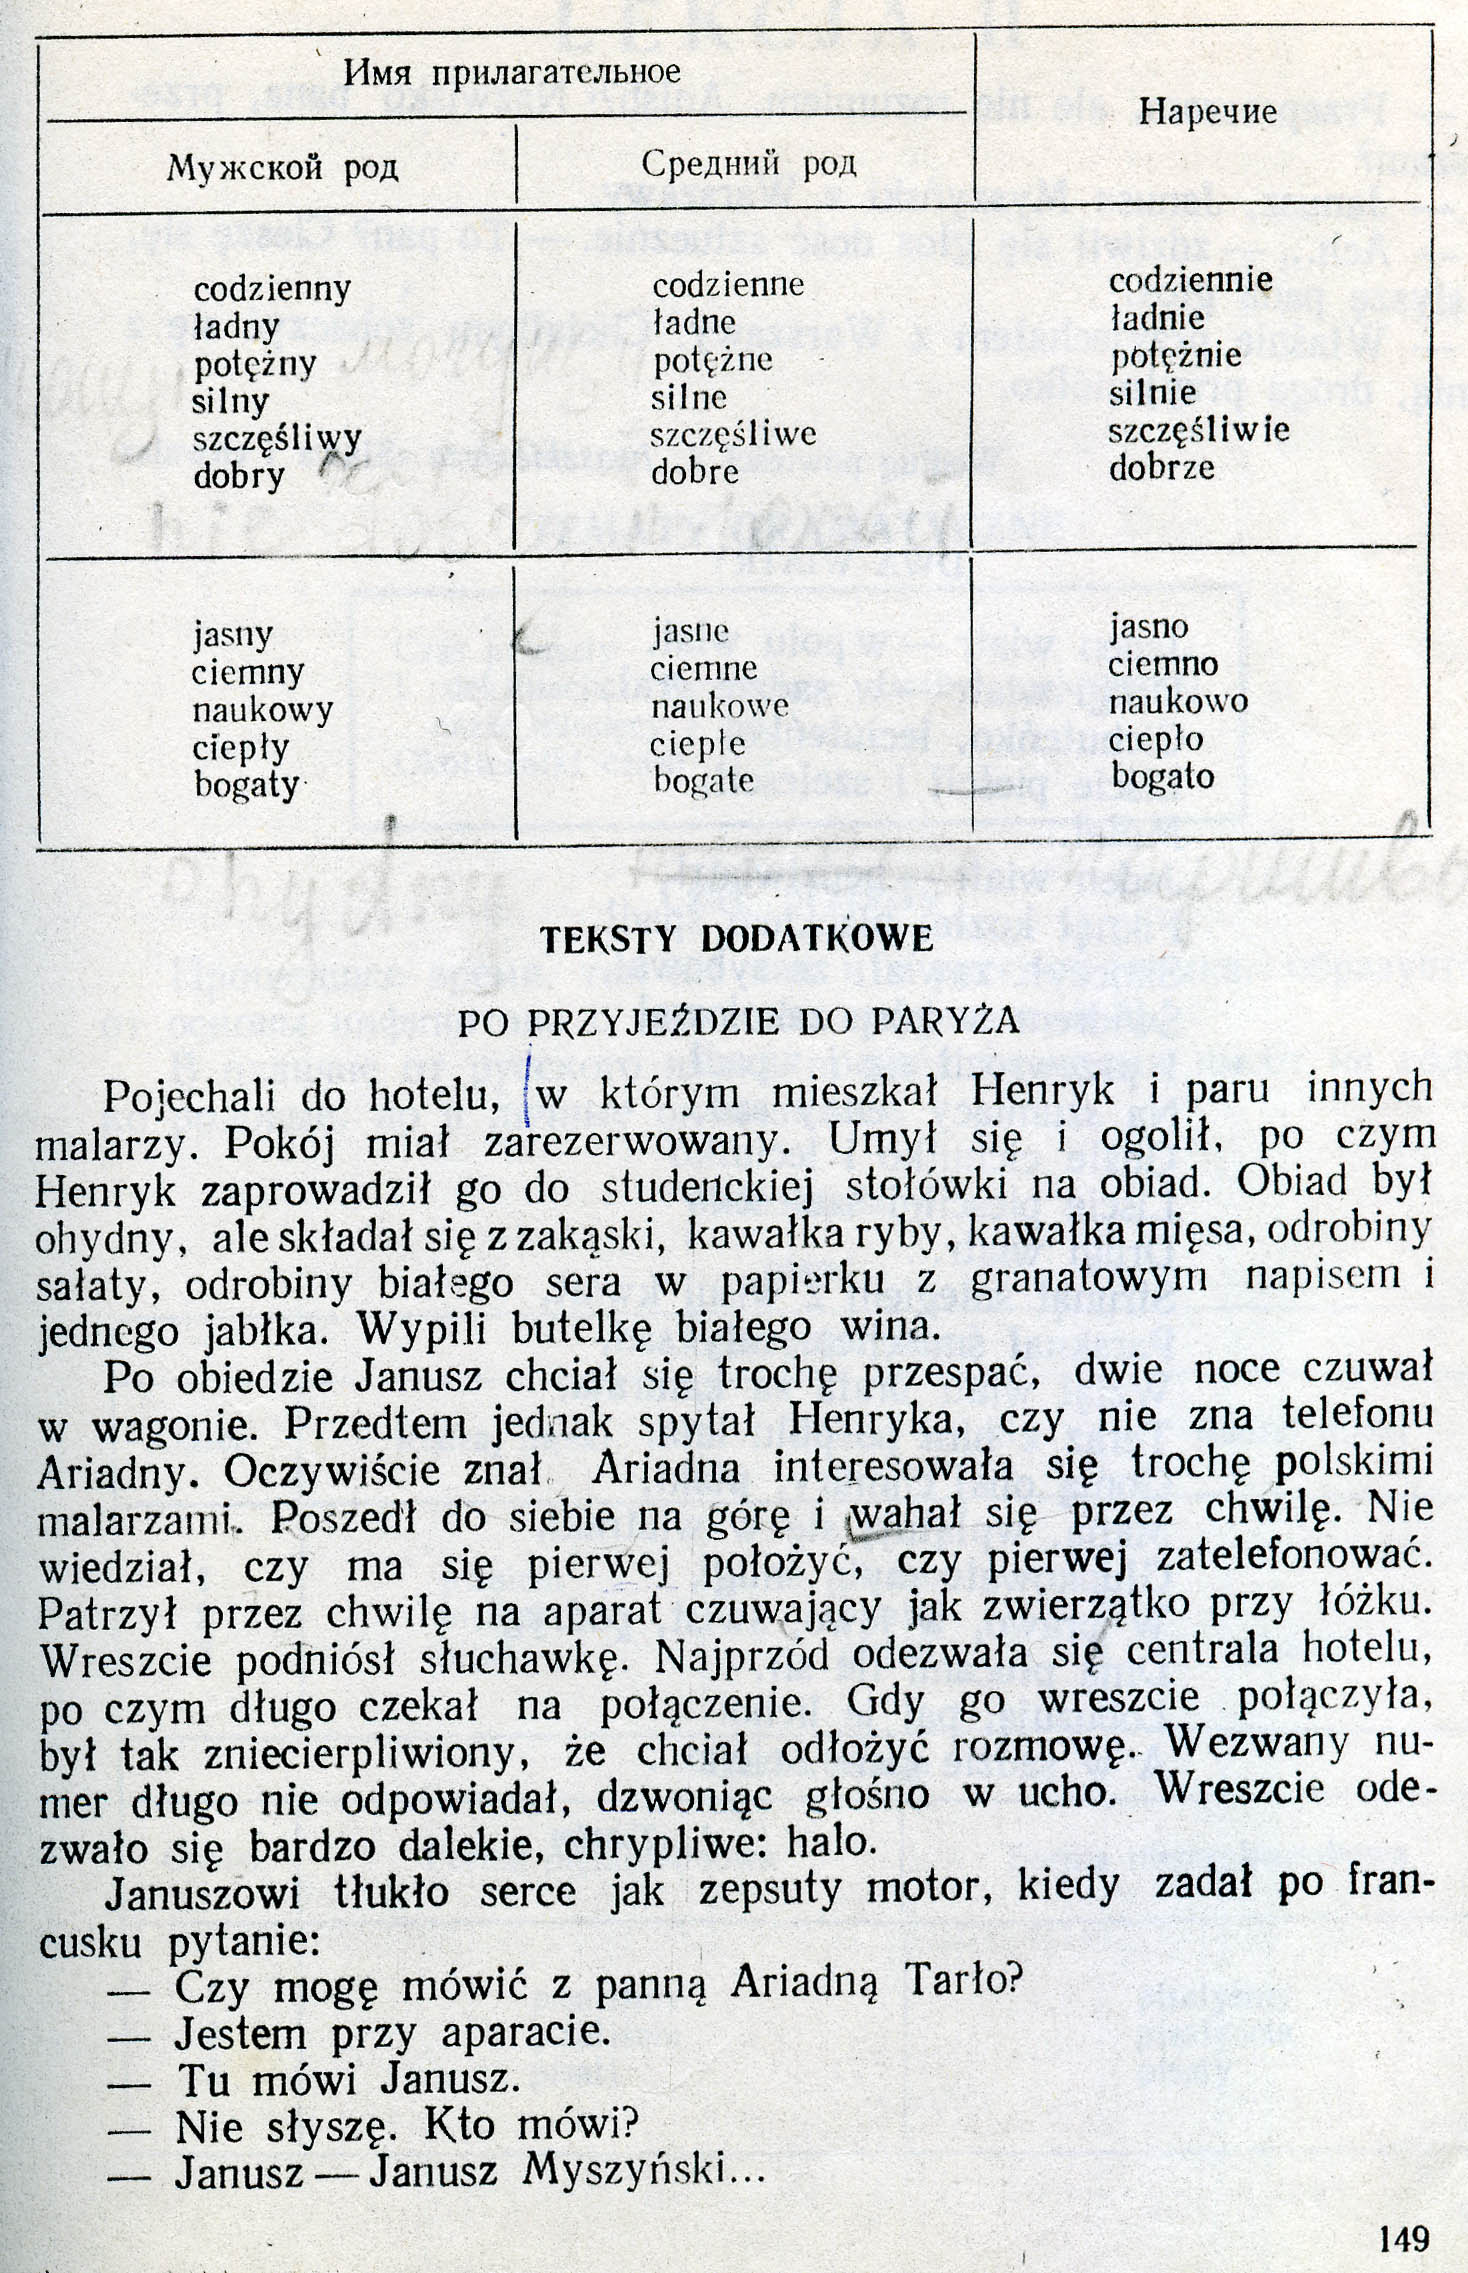 Имя прилагательное
Наречие
Мужской род Средний род
codzienny codzienne codziennie
ładny ładne ładnie
potężny potężne potężnie
silny silne silnie
szczęśliwy szczęśliwe szczęśliwie
dobry dobre dobrze
jasny jasne jasno
ciemny ciemne ciemno
naukowy naukowe naukowo
ciepły ciepłe ciepło
bogaty bogate bogato
ohydny
TEKSTY DODATKOWE
PO PRZYJEŹDZIE DO PARYŻA
Pojechali do hotelu, w którym mieszkał Henryk i paru innych
malarzy. Pokój miał zarezerwowany. Umył się i ogolił, po czym
Henryk zaprowadził go do studenckiej stołówki na obiad. Obiad był
ohydny, ale składał się z zakąski, kawałka ryby, kawałka mięsa, odrobiny
sałaty, odrobiny białego sera w papierku z granatowym napisem i
jednego jabłka. Wypili butelkę białego wina.
Po obiedzie Janusz chciał się trochę przespać, dwie noce czuwał
w wagonie. Przedtem jednak spytał Henryka, czy nie zna telefonu
Ariadny. Oczywiście znał. Ariadna interesowała się trochę polskimi
malarzami. Poszedł do siebie na górę i wahał się przez chwilę. Nie
wiedział, czy ma się pierwej położyć, czy pierwej zatelefonować.
Patrzył przez chwilę na aparat czuwający jak zwierzątko przy łóżku.
Wreszcie podniósł słuchawkę. Najprzód odezwała się centrala hotelu,
po czym długo czekał na połączenie. Gdy go wreszcie połączyła,
był tak zniecierpliwiony, że chciał odłożyć rozmowę. Wezwany nu-
mer długo nie odpowiadał, dzwoniąc głośno w ucho. Wreszcie ode-
zwało się bardzo dalekie, chrypliwe: halo.
Januszowi tłukło serce jak zepsuty motor, kiedy zadał po fran-
cusku pytanie:
— Czy mogę mówić z panną Ariadną Tarło?
— Jestem przy aparacie.
— Tu mówi Janusz.
— Nie słyszę. Kto mówi?
— Janusz — Janusz Myszyński...
149